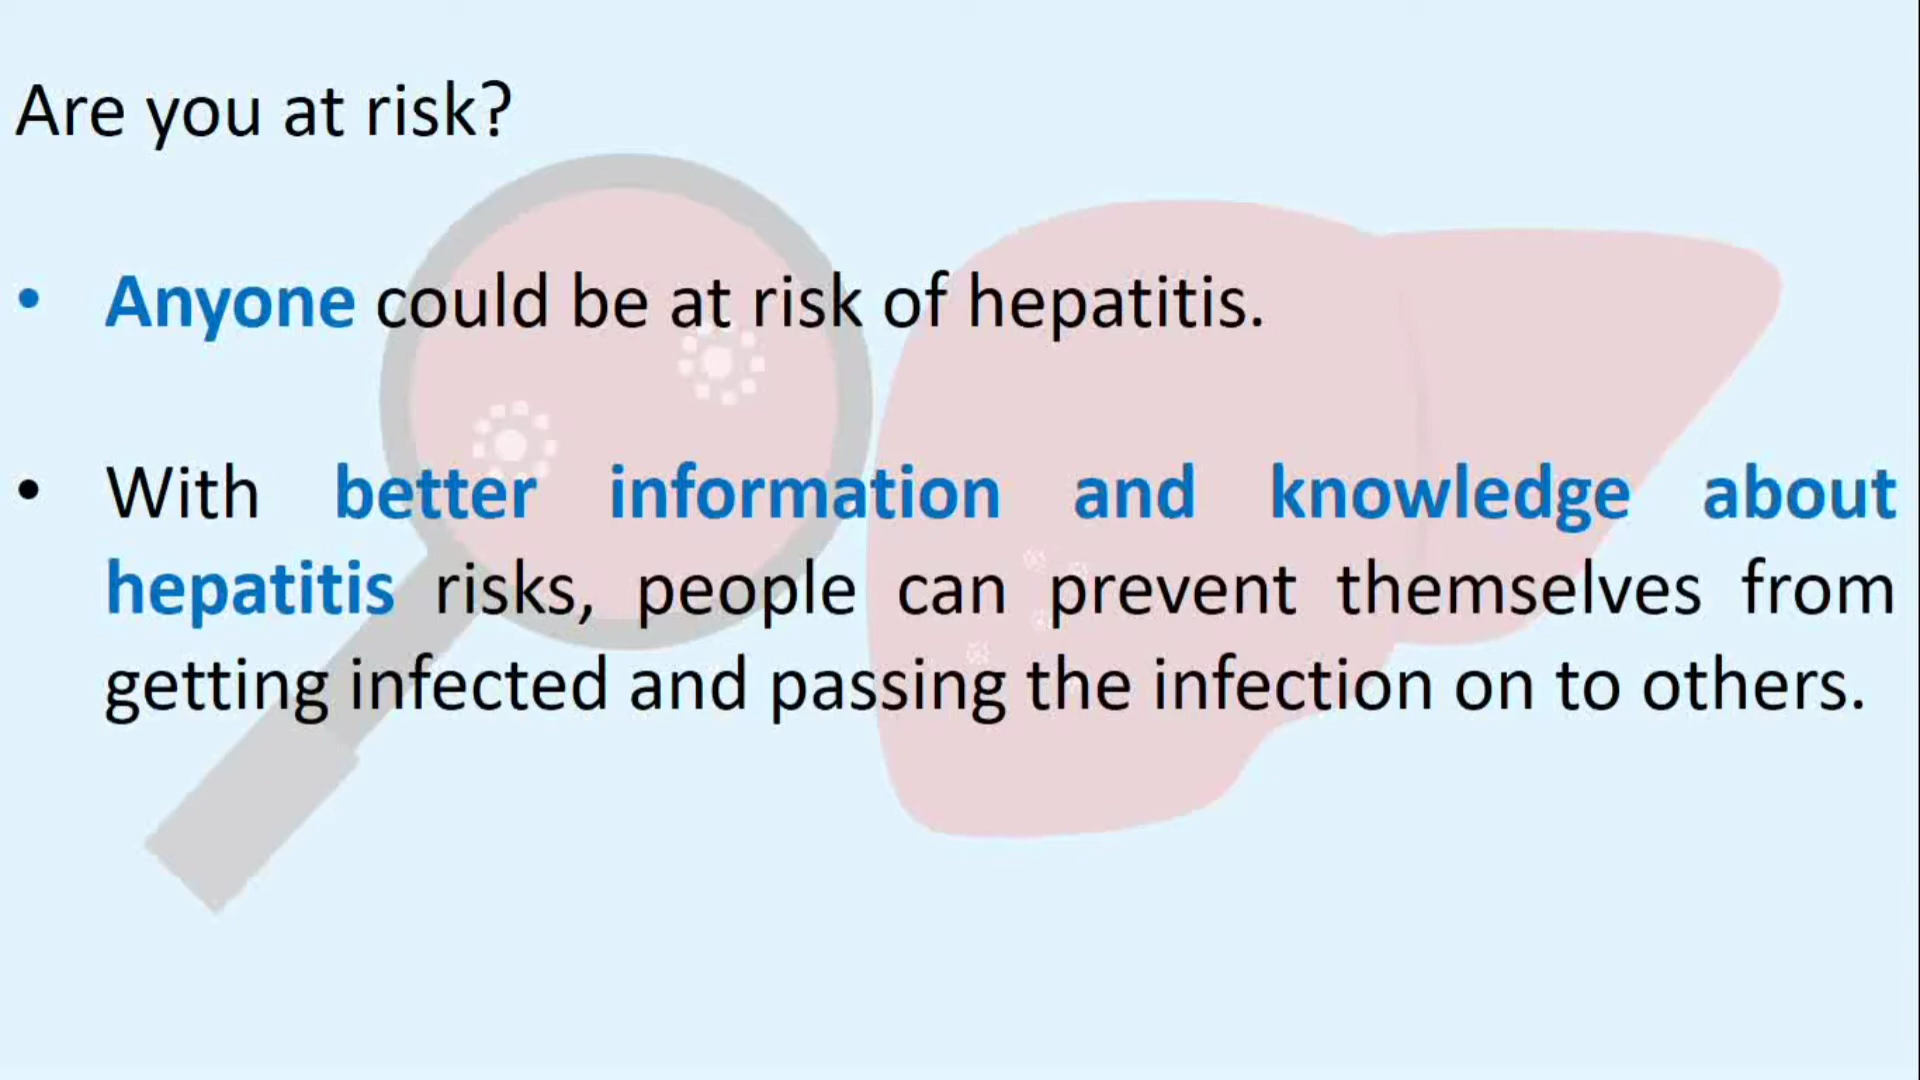 Are you at risk?
• Anyone could be at risk of hepatitis.
• With better information and knowledge about
hepatitis risks, people can prevent themselves from
getting infected and passing the infection on to others.